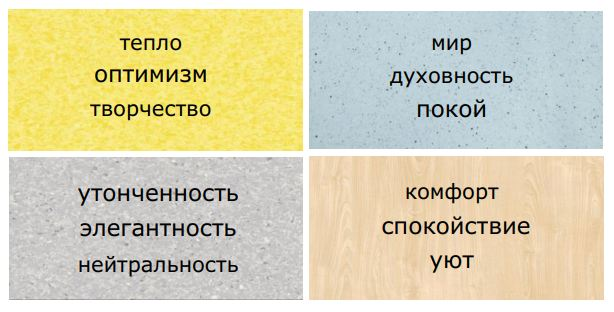 тепло
оптимизм
творчество
мир
духовность
покой
утонченность
элегантность
нейтральность
комфорт
спокойствие
уют